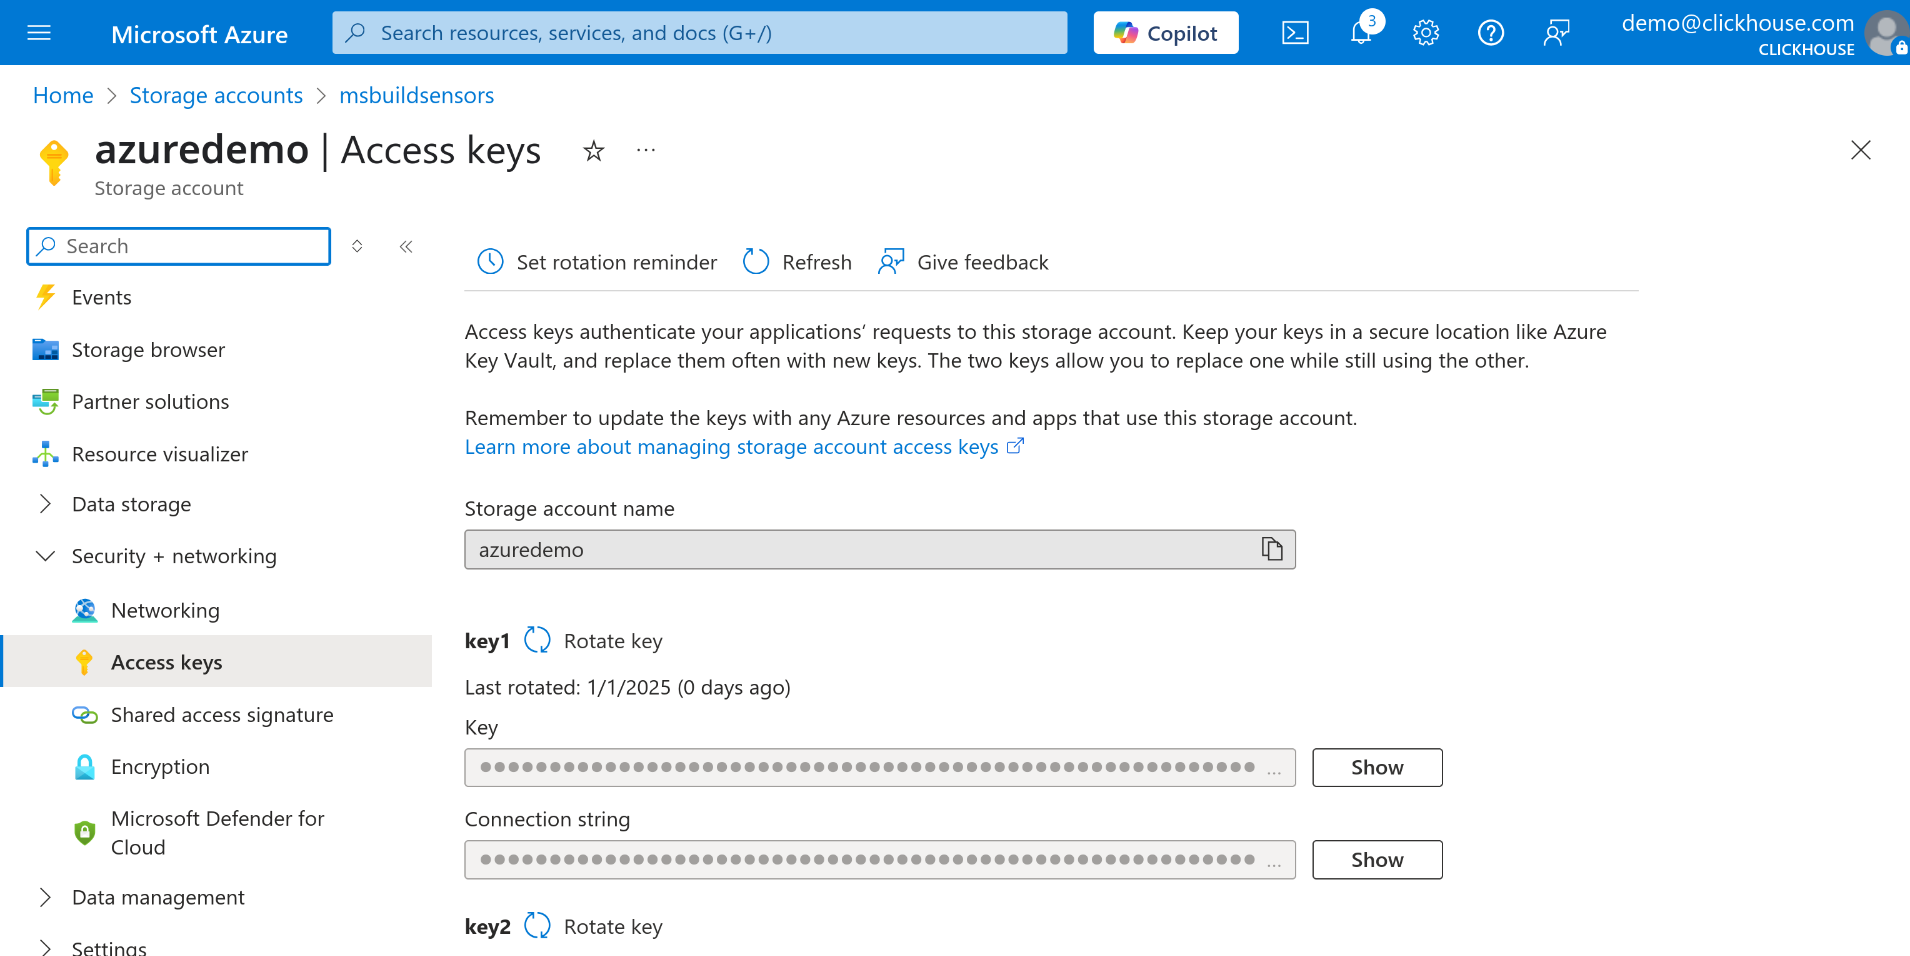 Microsoft Azure
Search resources, services, and docs (G+/)
Copilot
3
demo@clickhouse.com
CLICKHOUSE
Home > Storage accounts > msbuildsensors
azuredemo | Access keys
Storage account
Search
Events
Storage browser
Partner solutions
Resource visualizer
Data storage
Security + networking
Networking
Access keys
Shared access signature
Encryption
Microsoft Defender for
Cloud
Data management
Settings
Set rotation reminder
Refresh
Give feedback
Access keys authenticate your applications’ requests to this storage account. Keep your keys in a secure location like Azure
Key Vault, and replace them often with new keys. The two keys allow you to replace one while still using the other.
Remember to update the keys with any Azure resources and apps that use this storage account.
Learn more about managing storage account access keys
Storage account name
azuredemo
key1 Rotate key
Last rotated: 1/1/2025 (0 days ago)
Key
Show
Connection string
Show
key2 Rotate key